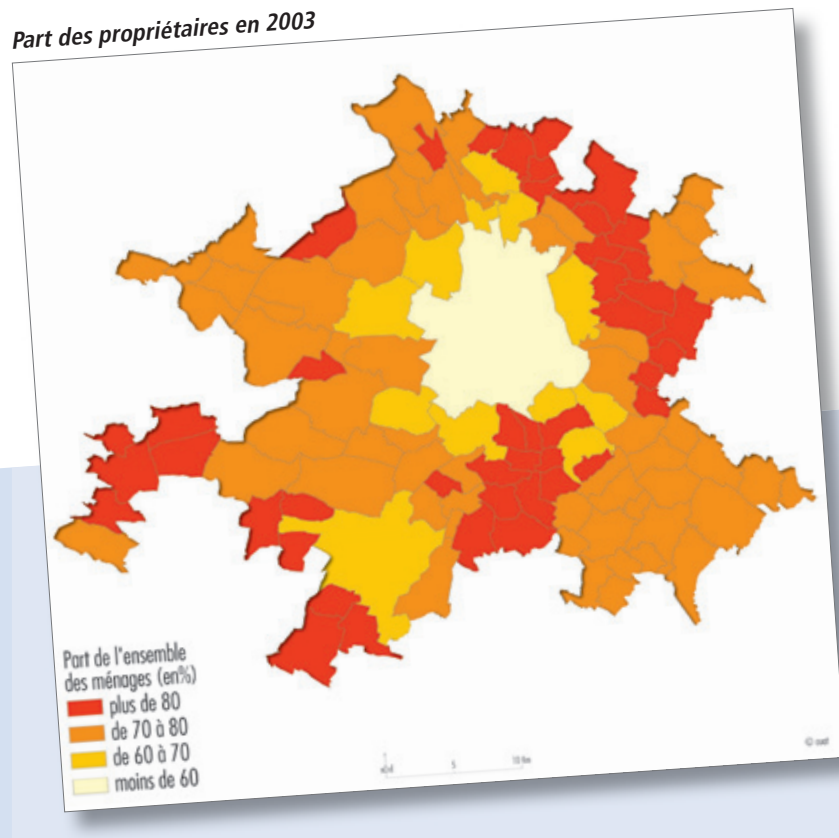 Part des propriétaires en 2003
Part de l'ensemble
des ménages (en%)
plus de 80
de 70 à 80
de 60 à 70
moins de 60
5
10 km